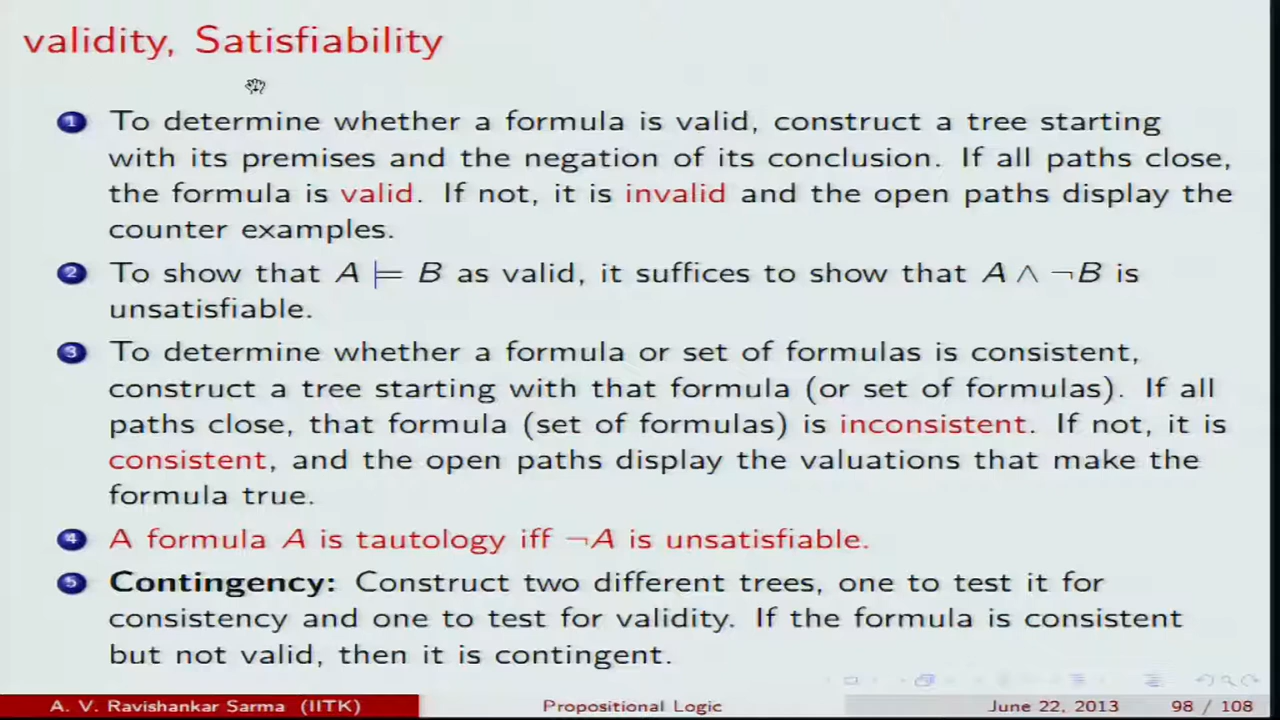 validity, Satisfiability
1 To determine whether a formula is valid, construct a tree starting
with its premises and the negation of its conclusion. If all paths close,
the formula is valid. If not, it is invalid and the open paths display the
counter examples.
2 To show that A ⊨ B as valid, it suffices to show that A ∧ ¬B is
unsatisfiable.
3 To determine whether a formula or set of formulas is consistent,
construct a tree starting with that formula (or set of formulas). If all
paths close, that formula (set of formulas) is inconsistent. If not, it is
consistent, and the open paths display the valuations that make the
formula true.
4 A formula A is tautology iff ¬A is unsatisfiable.
5 Contingency: Construct two different trees, one to test it for
consistency and one to test for validity. If the formula is consistent
but not valid, then it is contingent.
A. V. Ravishankar Sarma (IITK) Propositional Logic June 22, 2013 98 / 108